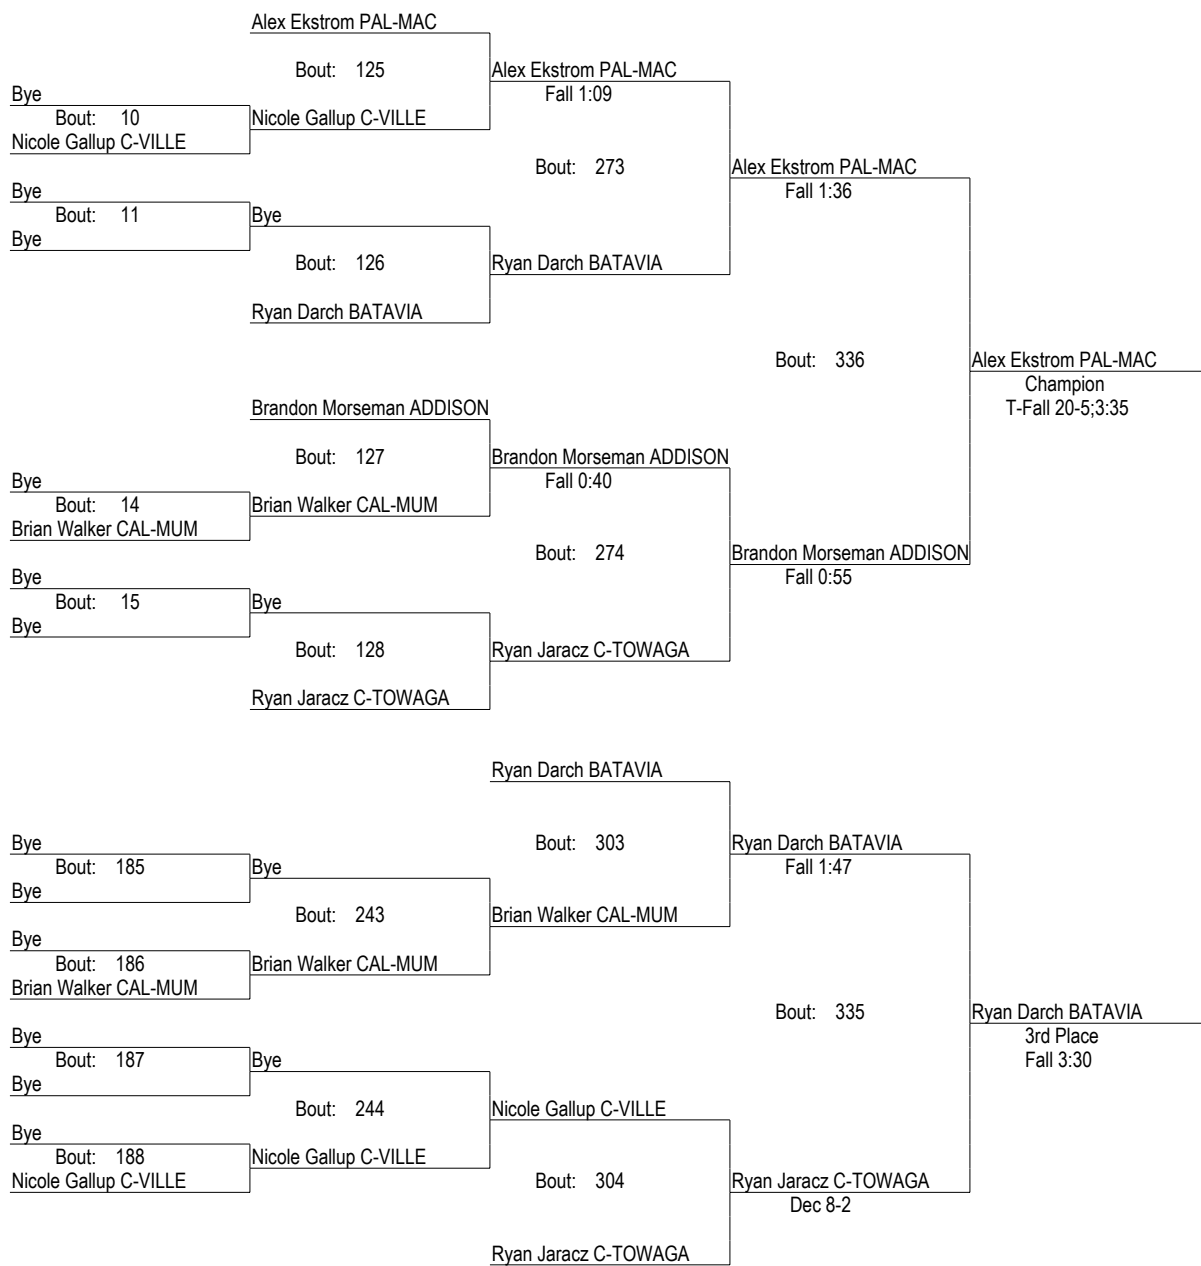 Alex Ekstrom PAL-MAC
Bout: 125
Alex Ekstrom PAL-MAC
Bye
Fall 1:09
Bout: 10
Nicole Gallup C-VILLE
Nicole Gallup C-VILLE
Bout: 273
Alex Ekstrom PAL-MAC
Bye
Fall 1:36
Bout: 11
Bye
Bye
Bout: 126
Ryan Darch BATAVIA
Ryan Darch BATAVIA
Bout: 336
Alex Ekstrom PAL-MAC
Champion
Brandon Morseman ADDISON
T-Fall 20-5;3:35
Bout: 127
Brandon Morseman ADDISON
Bye
Fall 0:40
Bout: 14
Brian Walker CAL-MUM
Brian Walker CAL-MUM
Bout: 274
Brandon Morseman ADDISON
Bye
Fall 0:55
Bout: 15
Bye
Bye
Bout: 128
Ryan Jaracz C-TOWAGA
Ryan Jaracz C-TOWAGA
Ryan Darch BATAVIA
Bye
Bout: 303
Ryan Darch BATAVIA
Bout: 185
Bye
Fall 1:47
Bye
Bout: 243
Brian Walker CAL-MUM
Bye
Bout: 186
Brian Walker CAL-MUM
Brian Walker CAL-MUM
Bout: 335
Ryan Darch BATAVIA
Bye
3rd Place
Bout: 187
Bye
Fall 3:30
Bye
Bout: 244
Nicole Gallup C-VILLE
Bye
Bout: 188
Nicole Gallup C-VILLE
Nicole Gallup C-VILLE
Bout: 304
Ryan Jaracz C-TOWAGA
Dec 8-2
Ryan Jaracz C-TOWAGA